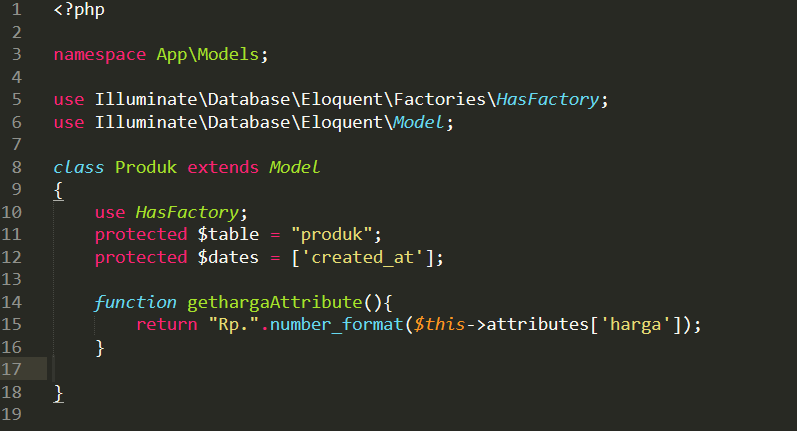 1 <?php
2
3 namespace App\Models;
4
5 use Illuminate\Database\Eloquent\Factories\HasFactory;
6 use Illuminate\Database\Eloquent\Model;
7
8 class Produk extends Model
9 {
10     use HasFactory;
11     protected $table = "produk";
12     protected $dates = ['created_at'];
13
14     function gethargaAttribute(){
15         return "Rp.".number_format($this->attributes['harga']);
16     }
17
18 }
19